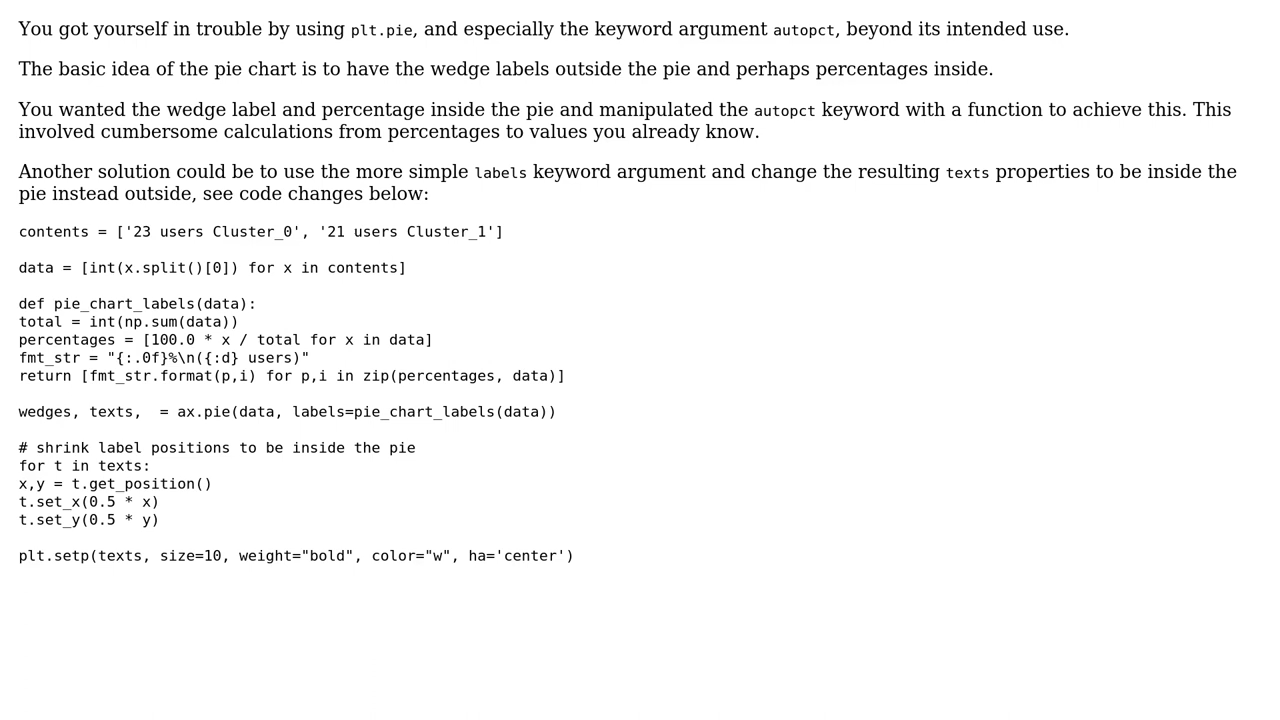 You got yourself in trouble by using plt.pie, and especially the keyword argument autopct, beyond its intended use.
The basic idea of the pie chart is to have the wedge labels outside the pie and perhaps percentages inside.
You wanted the wedge label and percentage inside the pie and manipulated the autopct keyword with a function to achieve this. This
involved cumbersome calculations from percentages to values you already know.
Another solution could be to use the more simple labels keyword argument and change the resulting texts properties to be inside the
pie instead outside, see code changes below:
contents = ['23 users Cluster_0', '21 users Cluster_1']
data = [int(x.split()[0]) for x in contents]
def pie_chart_labels(data):
total = int(np.sum(data))
percentages = [100.0 * x / total for x in data]
fmt_str = "{:.0f}%\n({:d} users)"
return [fmt_str.format(p,i) for p,i in zip(percentages, data)]
wedges, texts,  = ax.pie(data, labels=pie_chart_labels(data))
# shrink label positions to be inside the pie
for t in texts:
x,y = t.get_position()
t.set_x(0.5 * x)
t.set_y(0.5 * y)
plt.setp(texts, size=10, weight="bold", color="w", ha='center')